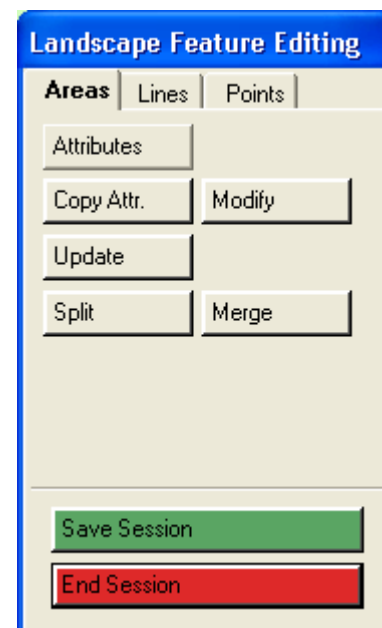 Landscape Feature Editing
Areas Lines Points
Attributes
Copy Attr. Modify
Update
Split Merge
Save Session
End Session